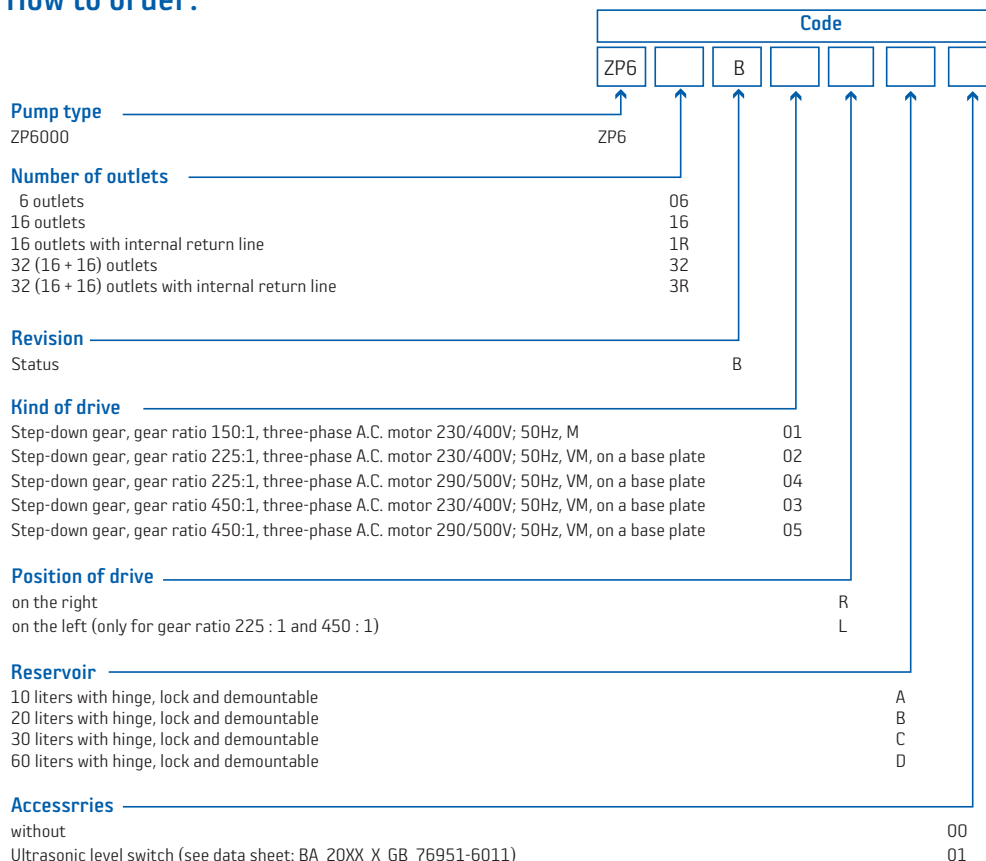 How to order:
Code
ZP6 B
Pump type
ZP6000 ZP6
Number of outlets
6 outlets 06
16 outlets 16
16 outlets with internal return line 1R
32 (16 + 16) outlets 32
32 (16 + 16) outlets with internal return line 3R
Revision
Status B
Kind of drive
Step-down gear, gear ratio 150:1, three-phase A.C. motor 230/400V; 50Hz, M 01
Step-down gear, gear ratio 225:1, three-phase A.C. motor 230/400V; 50Hz, VM, on a base plate 02
Step-down gear, gear ratio 225:1, three-phase A.C. motor 290/500V; 50Hz, VM, on a base plate 04
Step-down gear, gear ratio 450:1, three-phase A.C. motor 230/400V; 50Hz, VM, on a base plate 03
Step-down gear, gear ratio 450:1, three-phase A.C. motor 290/500V; 50Hz, VM, on a base plate 05
Position of drive
on the right R
on the left (only for gear ratio 225 : 1 and 450 : 1) L
Reservoir
10 liters with hinge, lock and demountable A
20 liters with hinge, lock and demountable B
30 liters with hinge, lock and demountable C
60 liters with hinge, lock and demountable D
Accessrries
without 00
Ultrasonic level switch (see data sheet: BA_20XX_X_GB_76951-6011) 01